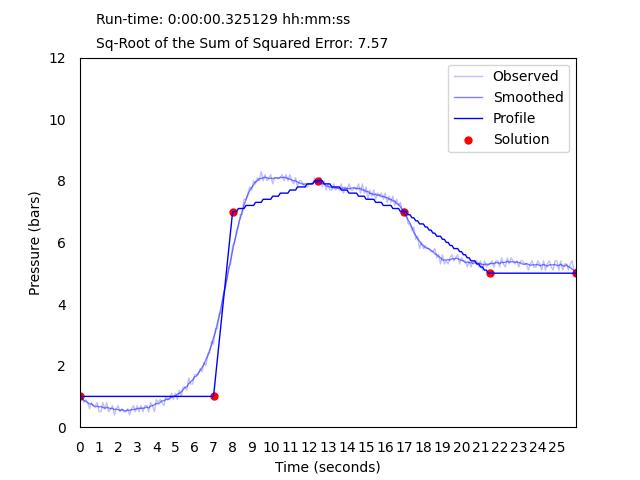 Run-time: 0:00:00.325129 hh:mm:ss
Sq-Root of the Sum of Squared Error: 7.57
12
10
8
6
4
2
0
Pressure (bars)
Observed
Smoothed
Profile
Solution
0 1 2 3 4 5 6 7 8 9 10 11 12 13 14 15 16 17 18 19 20 21 22 23 24 25
Time (seconds)